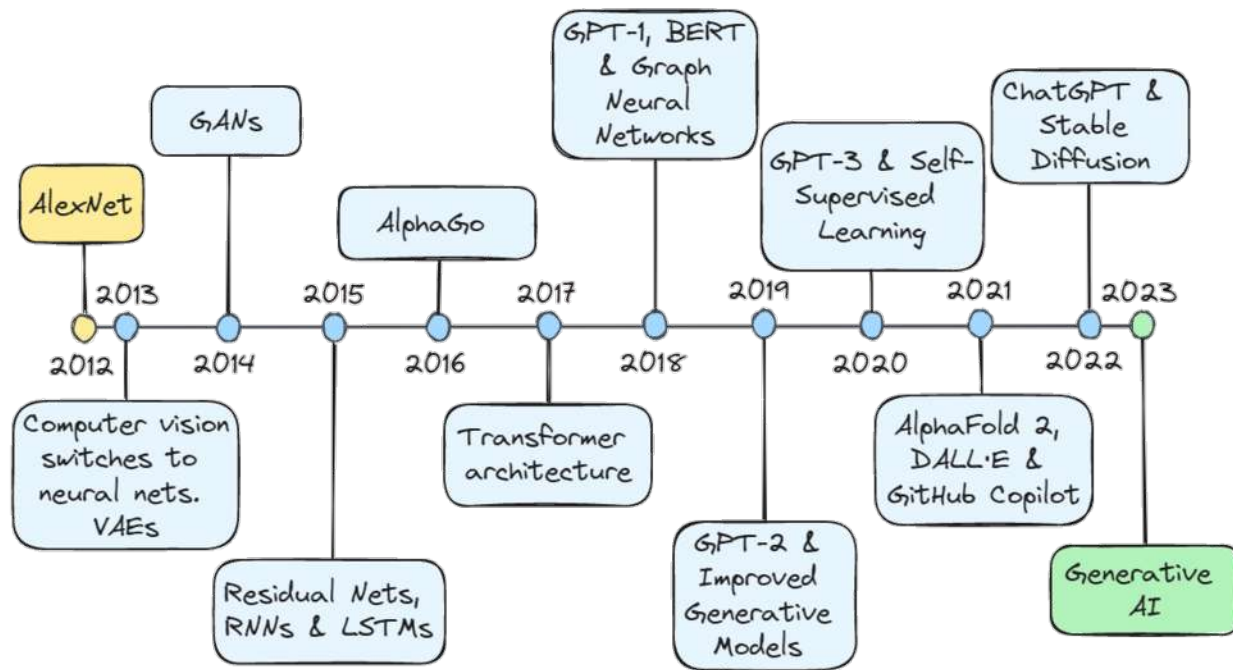 GPT-1, BERT
& Graph
Neural
Networks
GANs
ChatGPT &
Stable
Diffusion
GPT-3 & Self-
Supervised
Learning
AlexNet
AlphaGo
2013
2015
2017
2019
2021
2023
2012
2014
2016
2018
2020
2022
Computer vision
switches to
neural nets.
VAEs
Transformer
architecture
AlphaFold 2,
DALL·E &
GitHub Copilot
Residual Nets,
RNNs & LSTMs
GPT-2 &
Improved
Generative
Models
Generative
AI